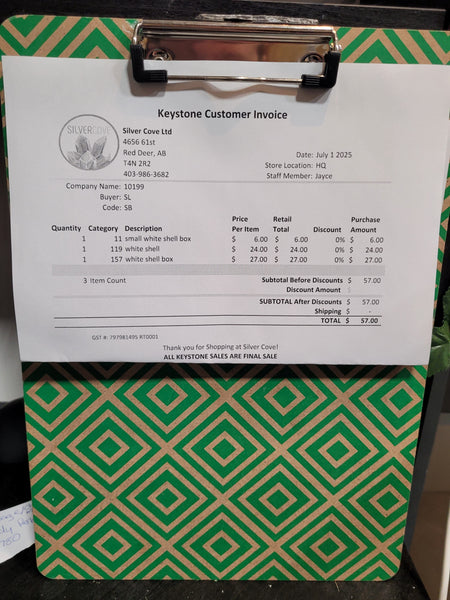 Keystone Customer Invoice
SILVERCOVE
Silver Cove Ltd
4656 61st
Red Deer, AB
T4N 2R2
403-986-3682
Date: July 1 2025
Store Location: HQ
Staff Member: Jayce
Company Name: 10199
Buyer: SL
Code: SB
Quantity Category Description Price Per Item Retail Total Discount Purchase Amount
1 11 small white shell box $ 6.00 $ 6.00 0% $ 6.00
1 119 white shell $ 24.00 $ 24.00 0% $ 24.00
1 157 white shell box $ 27.00 $ 27.00 0% $ 27.00
3 Item Count
Subtotal Before Discounts $ 57.00
Discount Amount
SUBTOTAL After Discounts $ 57.00
Shipping $ -
TOTAL $ 57.00
GST #: 797981495 RT0001
Thank you for Shopping at Silver Cove!
ALL KEYSTONE SALES ARE FINAL SALE